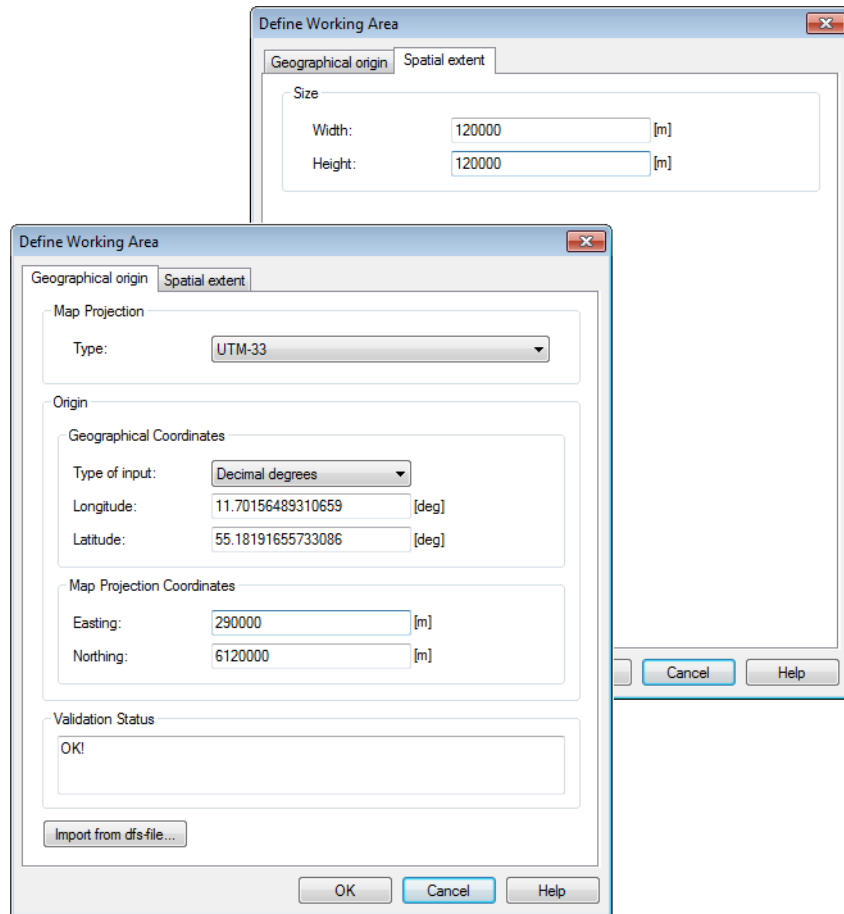 Define Working Area
Geographical origin Spatial extent
Size
Width: 120000 [m]
Height: 120000 [m]
Cancel Help
Define Working Area
Geographical origin Spatial extent
Map Projection
Type: UTM-33
Origin
Geographical Coordinates
Type of input: Decimal degrees
Longitude: 11.70156489310659 [deg]
Latitude: 55.18191655733086 [deg]
Map Projection Coordinates
Easting: 290000 [m]
Northing: 6120000 [m]
Validation Status
OK!
Import from dfs-file...
OK Cancel Help